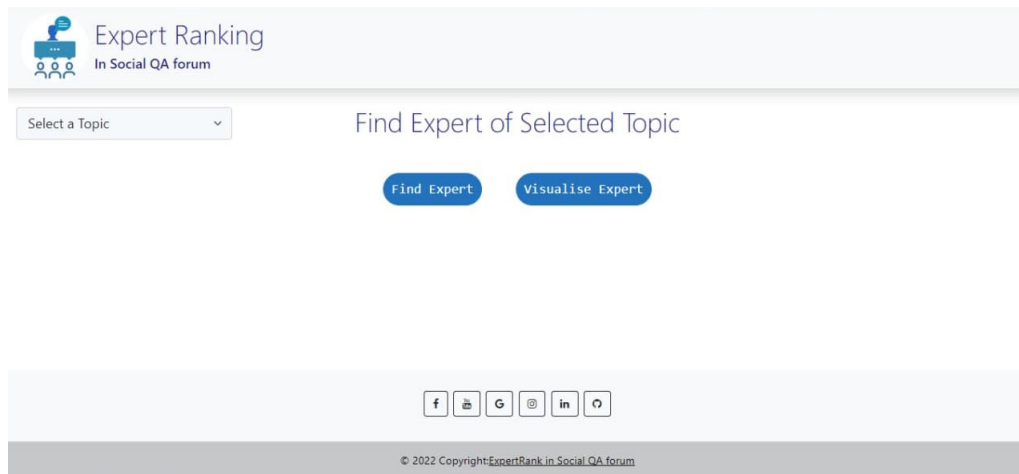 Expert Ranking
In Social QA forum
Select a Topic
Find Expert of Selected Topic
Find Expert
Visualise Expert
f
G
in
© 2022 Copyright:ExpertRank in Social QA forum